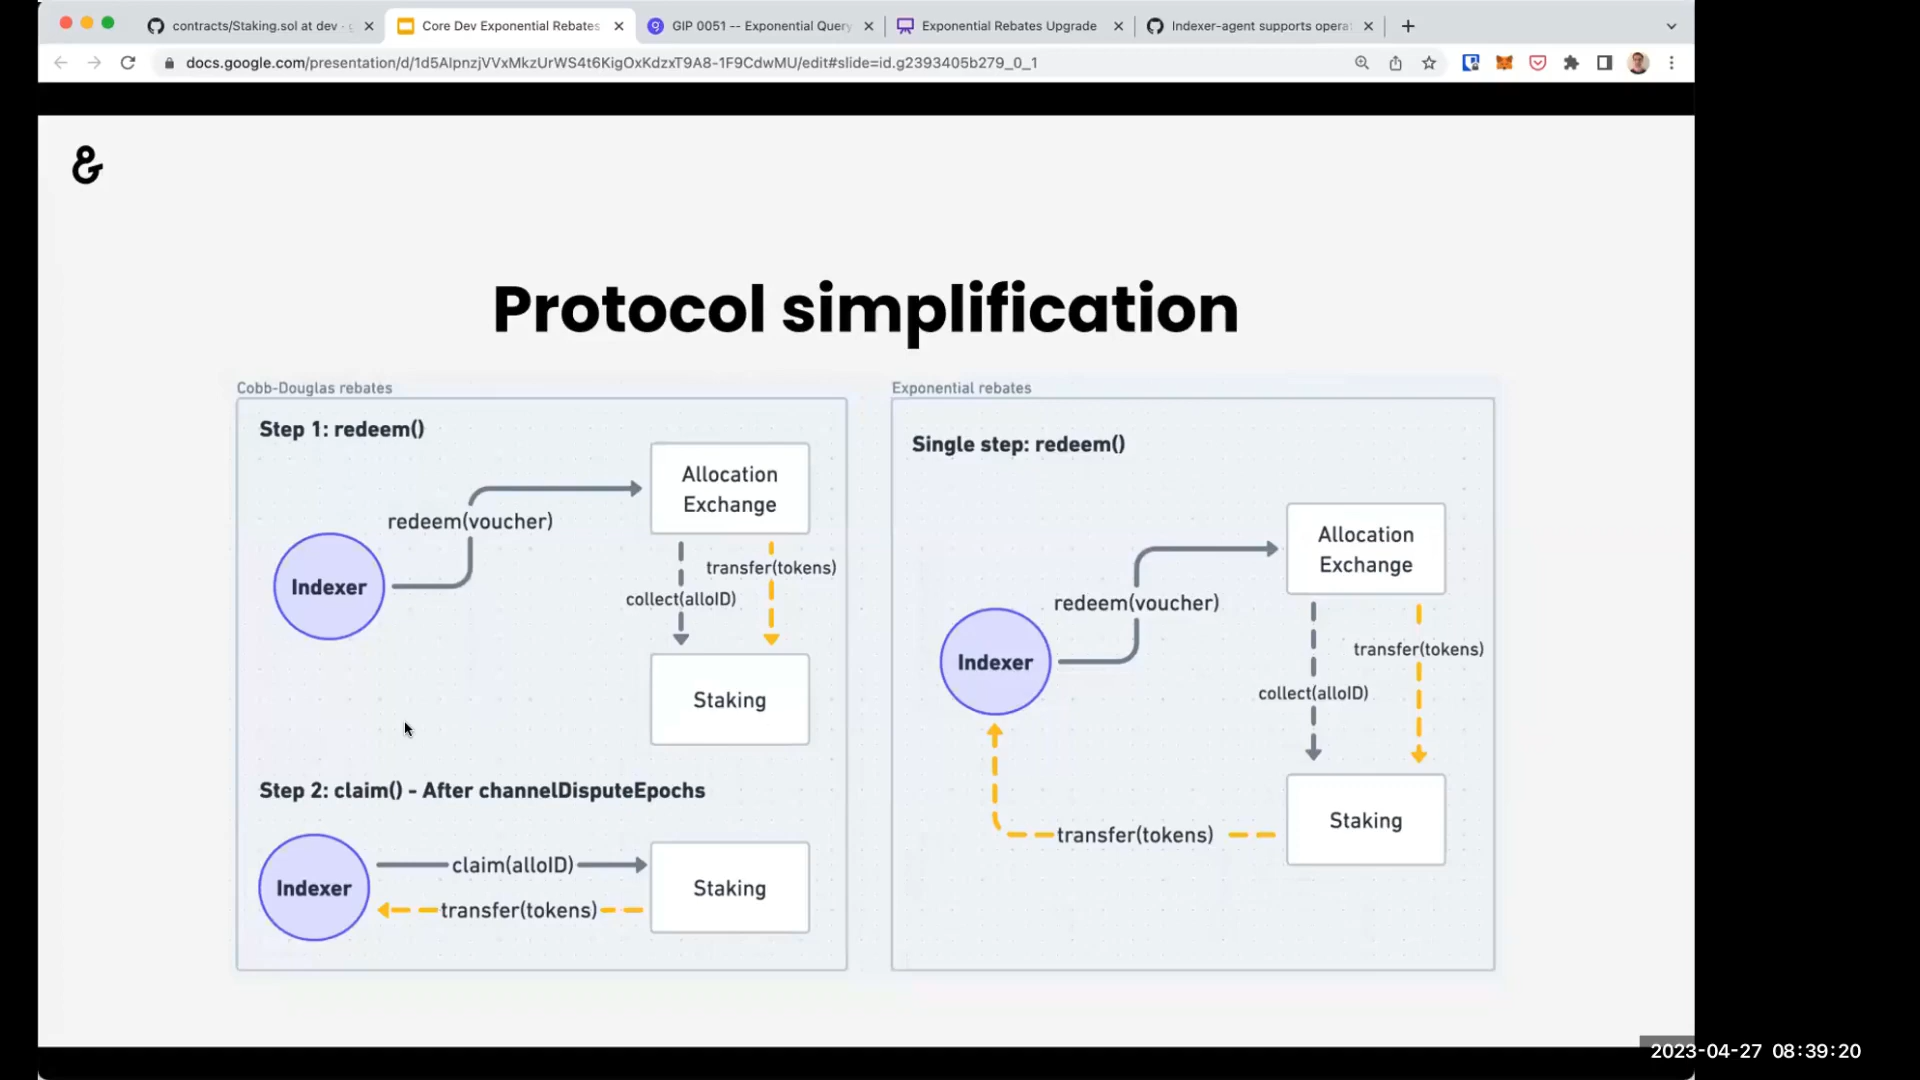 contracts/Staking.sol at dev
Core Dev Exponential Rebates
GIP 0051 -- Exponential Query
Exponential Rebates Upgrade
Indexer-agent supports opera
docs.google.com/presentation/d/1d5AIpnzjVVxMkzUrWS4t6KigOxKdzxT9A8-1F9CdwMU/edit#slide=id.g2393405b279_0_1
&
Protocol simplification
Cobb-Douglas rebates
Step 1: redeem()
Allocation
Exchange
redeem(voucher)
Indexer
transfer(tokens)
collect(alloID)
Staking
Step 2: claim() - After channelDisputeEpochs
Indexer
claim(alloID)
transfer(tokens)
Staking
Exponential rebates
Single step: redeem()
Allocation
Exchange
redeem(voucher)
Indexer
transfer(tokens)
collect(alloID)
Staking
transfer(tokens)
2023-04-27 08:39:20